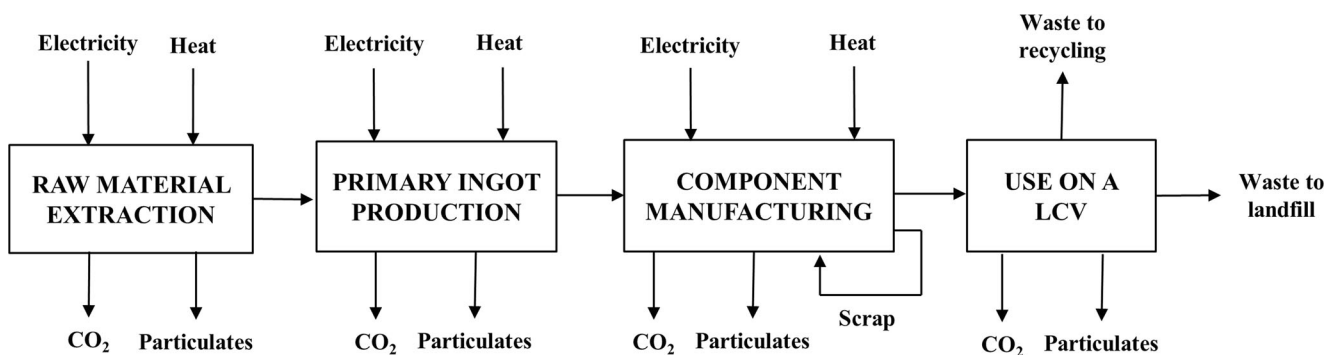 Electricity
Heat
Electricity
Heat
Electricity
Heat
Waste to
recycling
RAW MATERIAL
EXTRACTION
PRIMARY INGOT
PRODUCTION
COMPONENT
MANUFACTURING
USE ON A
LCV
Waste to
landfill
CO₂
Particulates
CO₂
Particulates
CO₂
Particulates
Scrap
CO₂
Particulates